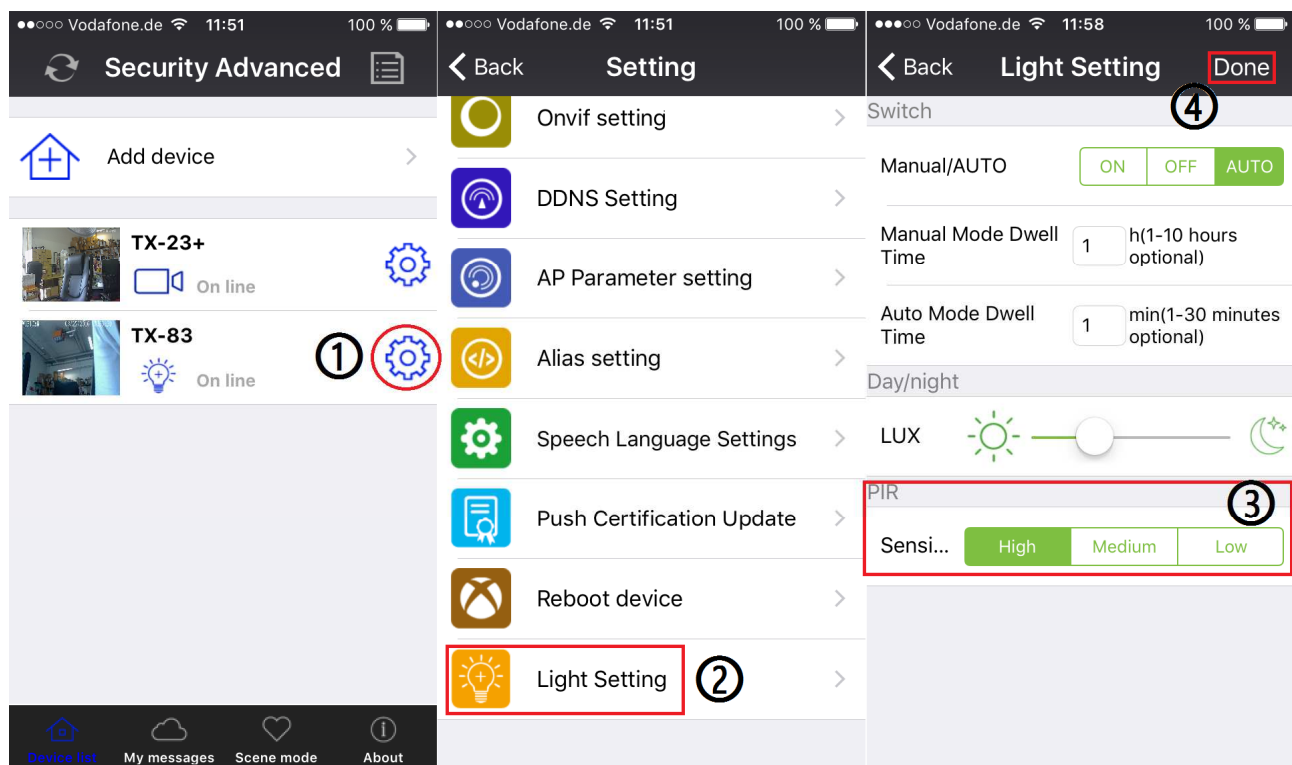 ●●○○○ Vodafone.de 11:51 100 %
Security Advanced
Add device
TX-23+
On line
TX-83
On line
①
Device list My messages Scene mode About
●●○○○ Vodafone.de 11:51 100 %
Back Setting
Onvif setting
DDNS Setting
AP Parameter setting
Alias setting
Speech Language Settings
Push Certification Update
Reboot device
Light Setting ②
●●●○○ Vodafone.de 11:58 100 %
Back Light Setting Done
④
Switch
Manual/AUTO ON OFF AUTO
Manual Mode Dwell Time 1 h(1-10 hours optional)
Auto Mode Dwell Time 1 min(1-30 minutes optional)
Day/night
LUX
PIR
③
Sensi... High Medium Low